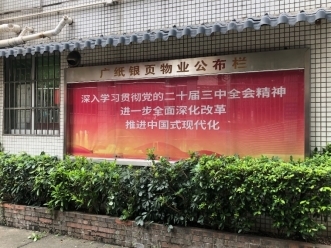 广纸银页物业公布栏
深入学习贯彻党的二十届三中全会精神
进一步全面深化改革
推进中国式现代化